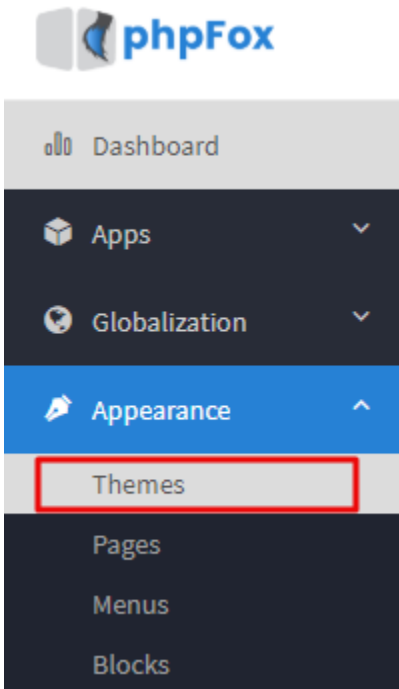 phpFox
Dashboard
Apps
Globalization
Appearance
Themes
Pages
Menus
Blocks